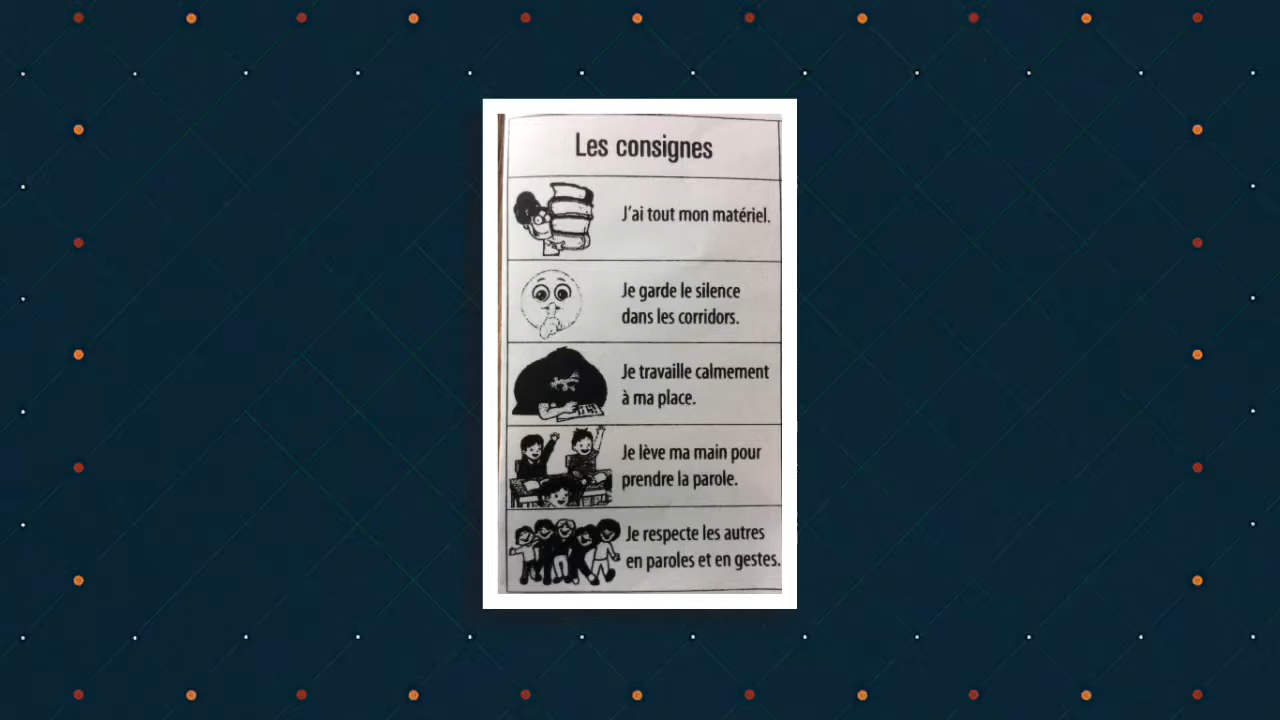 Les consignes
J'ai tout mon matériel.
Je garde le silence
dans les corridors.
Je travaille calmement
à ma place.
Je lève ma main pour
prendre la parole.
Je respecte les autres
en paroles et en gestes.